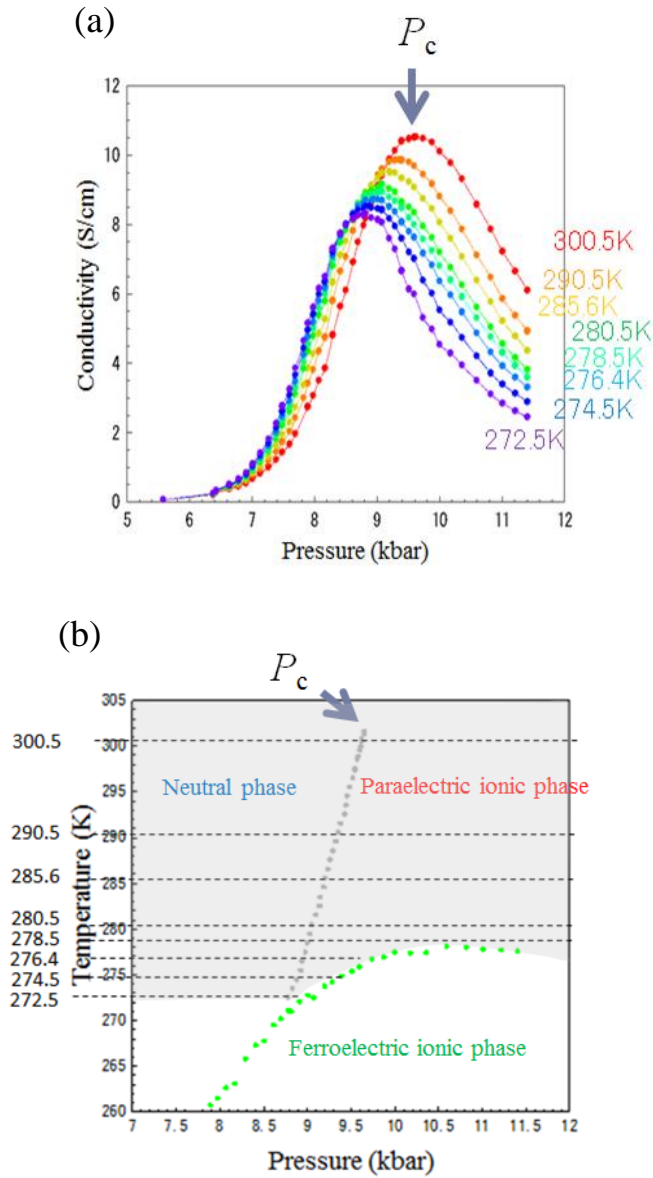 (a)
Pc
12
10
8
6
4
2
0
Conductivity (S/cm)
300.5K
290.5K
285.6K
280.5K
278.5K
276.4K
274.5K
272.5K
5 6 7 8 9 10 11 12
Pressure (kbar)
(b)
Pc
305
300
295
290
285
280
275
270
265
260
300.5
290.5
285.6
280.5
278.5
276.4
274.5
272.5
Temperature (K)
Neutral phase
Paraelectric ionic phase
Ferroelectric ionic phase
7 7.5 8 8.5 9 9.5 10 10.5 11 11.5 12
Pressure (kbar)